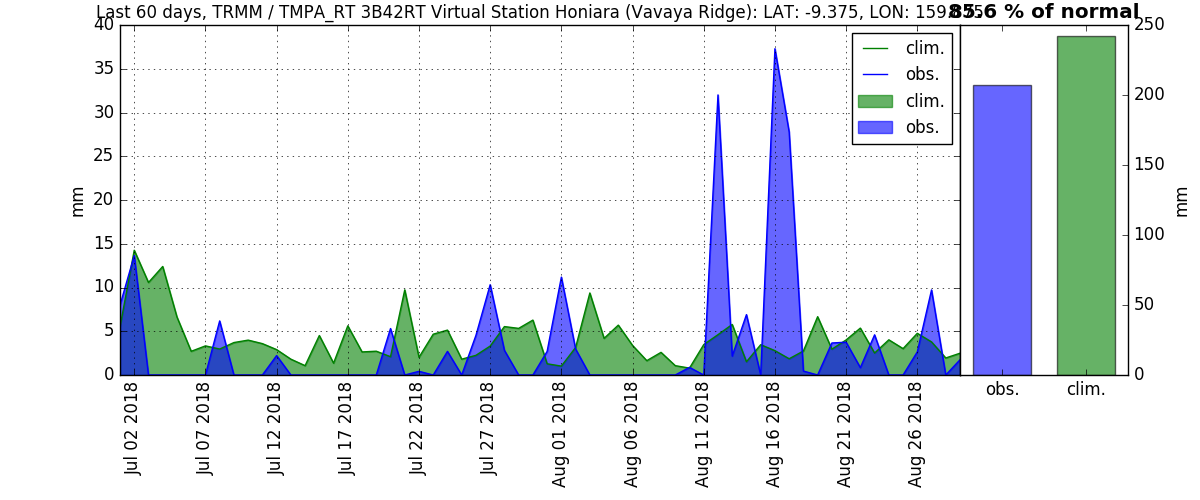 Last 60 days, TRMM / TMPA_RT 3B42RT Virtual Station Honiara (Vavaya Ridge): LAT: -9.375, LON: 159.875
85.6 % of normal
40
35
30
25
20
15
10
5
0
mm
clim.
obs.
clim.
obs.
250
200
150
100
50
0
mm
obs.
clim.
Jul 02 2018
Jul 07 2018
Jul 12 2018
Jul 17 2018
Jul 22 2018
Jul 27 2018
Aug 01 2018
Aug 06 2018
Aug 11 2018
Aug 16 2018
Aug 21 2018
Aug 26 2018